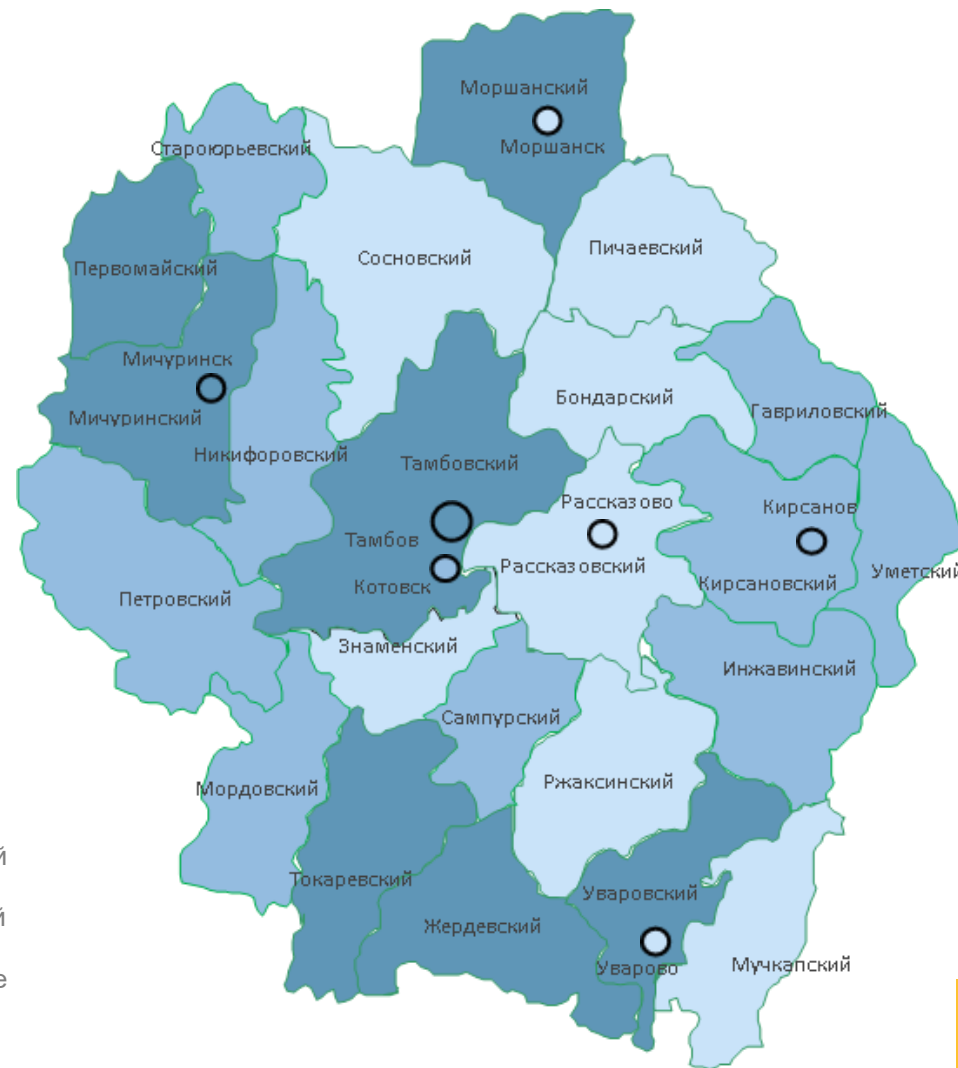 Моршанский
Моршанск
Староюрьевский
Пичаевский
Сосновский
Первомайский
Мичуринск
Бондарский
Гавриловский
Мичуринский
Никифоровский
Тамбовский
Рассказово
Кирсанов
Тамбов
Рассказовский
Уметский
Котовск
Кирсановский
Петровский
Знаменский
Инжавинский
Сампурский
Ржаксинский
Мордовский
й
Токаревский
Уваровский
й
Жердевский
Мучкапский
Уварово
е